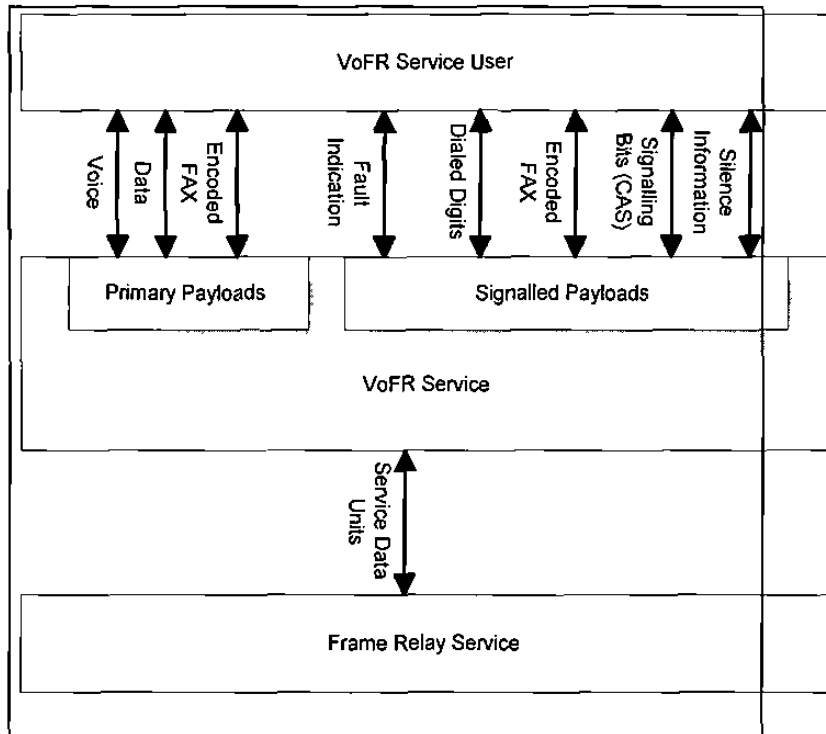 VoFR Service User
Voice
Data
Encoded
FAX
Fault
Indication
Dialed Digits
Encoded
FAX
Signalling
Bits (CAS)
Silence
Information
Primary Payloads
Signalled Payloads
VoFR Service
Service Data
Units
Frame Relay Service